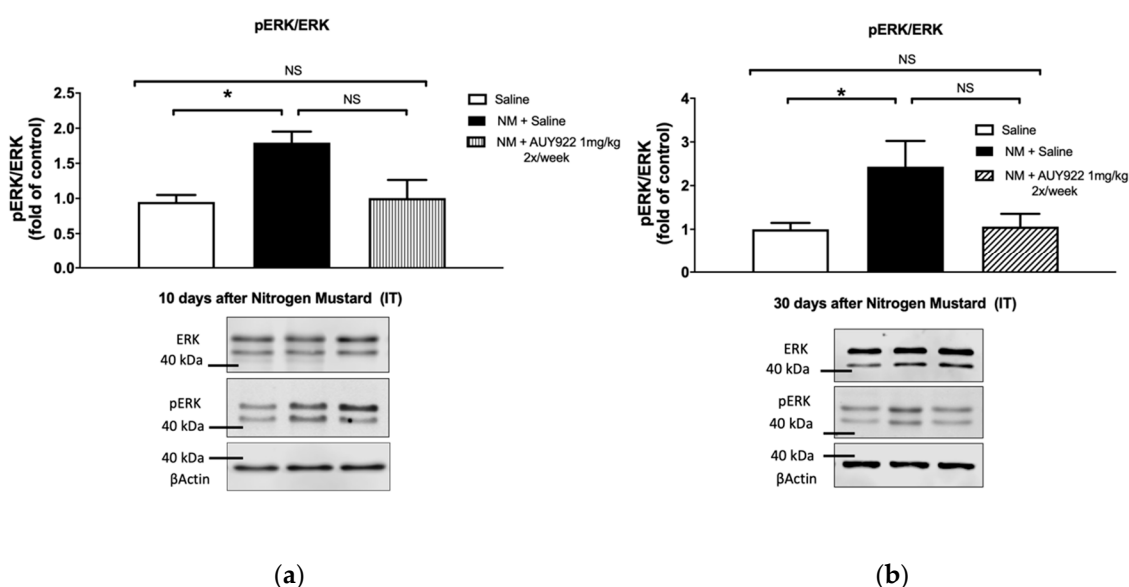 pERK/ERK
NS
*
NS
2.5
2.0
1.5
1.0
0.5
0.0
pERK/ERK
(fold of control)
Saline
NM + Saline
NM + AUY922 1mg/kg
2x/week
10 days after Nitrogen Mustard (IT)
ERK
40 kDa
pERK
40 kDa
40 kDa
βActin
(a)
pERK/ERK
NS
*
NS
4
3
2
1
0
pERK/ERK
(fold of control)
Saline
NM + Saline
NM + AUY922 1mg/kg
2x/week
30 days after Nitrogen Mustard (IT)
ERK
40 kDa
pERK
40 kDa
40 kDa
βActin
(b)